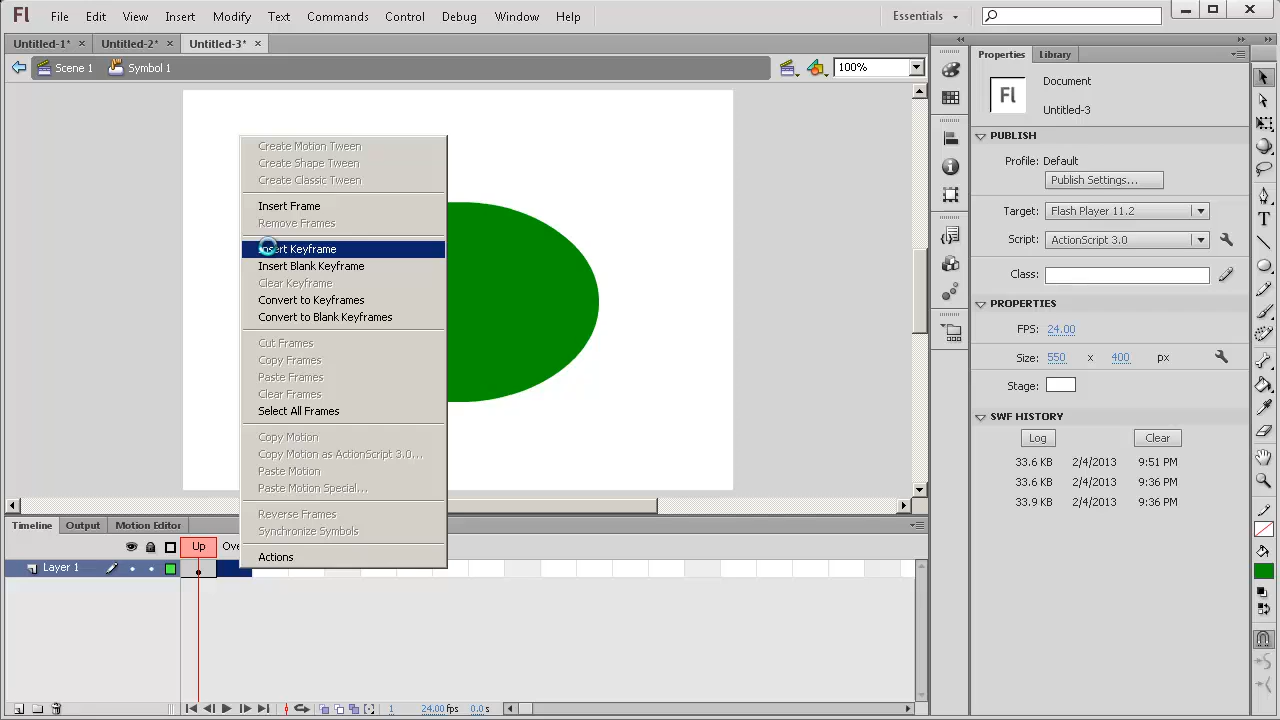 Fl File Edit View Insert Modify Text Commands Control Debug Window Help Essentials
Untitled-1* × Untitled-2* × Untitled-3* ×
Scene 1 Symbol 1 100%
Create Motion Tween
Create Shape Tween
Create Classic Tween
Insert Frame
Remove Frames
Insert Keyframe
Insert Blank Keyframe
Clear Keyframe
Convert to Keyframes
Convert to Blank Keyframes
Cut Frames
Copy Frames
Paste Frames
Clear Frames
Select All Frames
Copy Motion
Copy Motion as ActionScript 3.0...
Paste Motion
Paste Motion Special...
Reverse Frames
Synchronize Symbols
Actions
Properties Library
Fl
Document
Untitled-3
PUBLISH
Profile: Default
Publish Settings...
Target: Flash Player 11.2
Script: ActionScript 3.0
Class:
PROPERTIES
FPS: 24.00
Size: 550 x 400 px
Stage:
SWF HISTORY
Log Clear
33.6 KB 2/4/2013 9:51 PM
33.6 KB 2/4/2013 9:36 PM
33.9 KB 2/4/2013 9:36 PM
Timeline Output Motion Editor
Up
Layer 1
1 24.00 fps 0.0 s